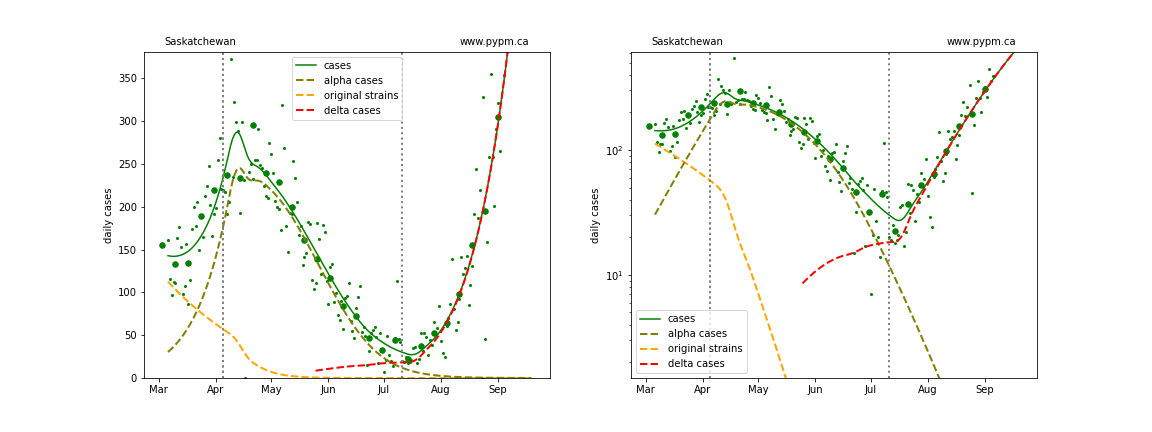 Saskatchewan www.pypm.ca
cases
alpha cases
original strains
delta cases
daily cases
350
300
250
200
150
100
50
0
Mar Apr May Jun Jul Aug Sep
Saskatchewan www.pypm.ca
daily cases
10²
10¹
cases
alpha cases
original strains
delta cases
Mar Apr May Jun Jul Aug Sep